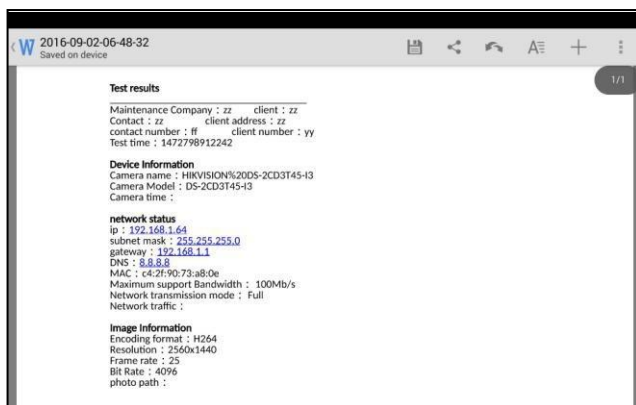 2016-09-02-06-48-32
Saved on device
1/1
Test results
Maintenance Company : zz client : zz
Contact : zz client address : zz
contact number : ff client number : yy
Test time : 1472798912242
Device Information
Camera name : HIKVISION%20DS-2CD3T45-I3
Camera Model : DS-2CD3T45-I3
Camera time :
network status
ip : 192.168.1.64
subnet mask : 255.255.255.0
gateway : 192.168.1.1
DNS : 8.8.8.8
MAC : c4:2f:90:73:a8:0e
Maximum support Bandwidth : 100Mb/s
Network transmission mode : Full
Network traffic :
Image Information
Encoding format : H264
Resolution : 2560x1440
Frame rate : 25
Bit Rate : 4096
photo path :